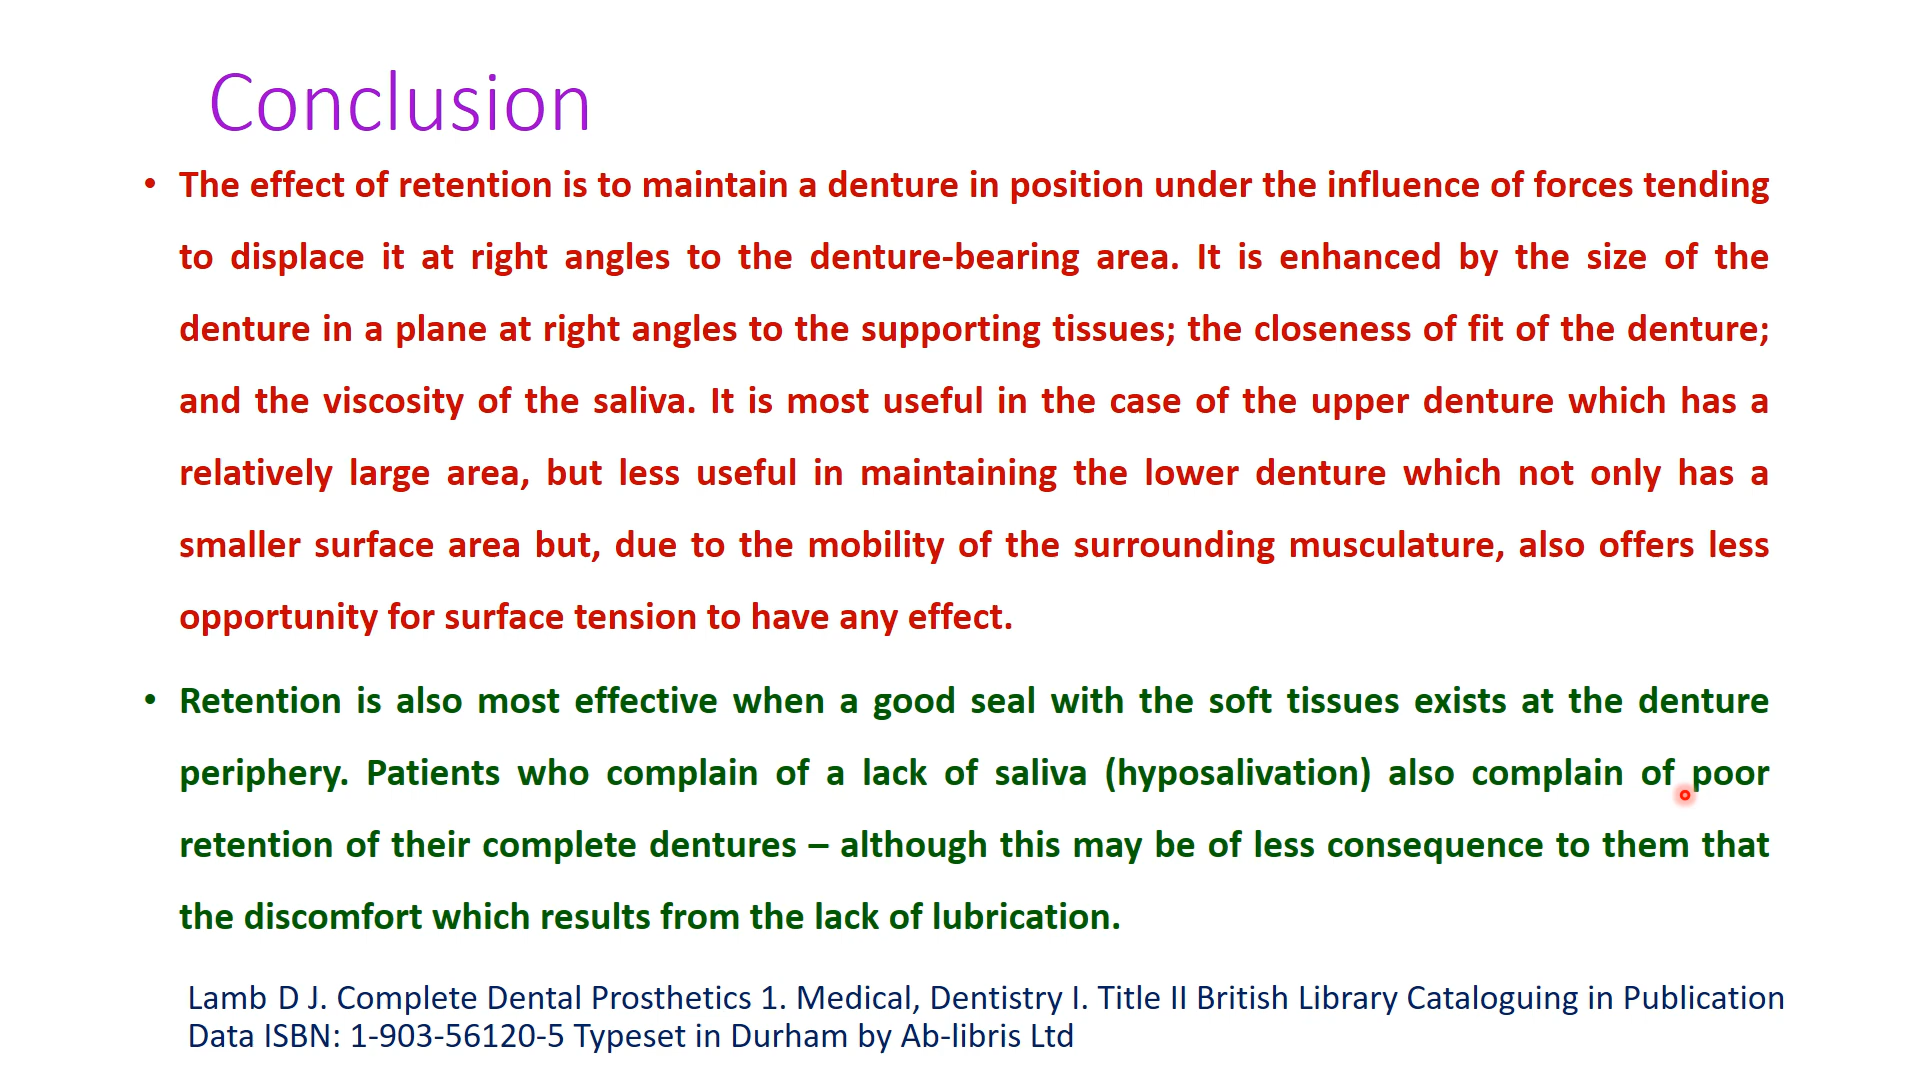 Conclusion
• The effect of retention is to maintain a denture in position under the influence of forces tending
to displace it at right angles to the denture-bearing area. It is enhanced by the size of the
denture in a plane at right angles to the supporting tissues; the closeness of fit of the denture;
and the viscosity of the saliva. It is most useful in the case of the upper denture which has a
relatively large area, but less useful in maintaining the lower denture which not only has a
smaller surface area but, due to the mobility of the surrounding musculature, also offers less
opportunity for surface tension to have any effect.
• Retention is also most effective when a good seal with the soft tissues exists at the denture
periphery. Patients who complain of a lack of saliva (hyposalivation) also complain of poor
retention of their complete dentures – although this may be of less consequence to them that
the discomfort which results from the lack of lubrication.
Lamb D J. Complete Dental Prosthetics 1. Medical, Dentistry I. Title II British Library Cataloguing in Publication
Data ISBN: 1-903-56120-5 Typeset in Durham by Ab-libris Ltd